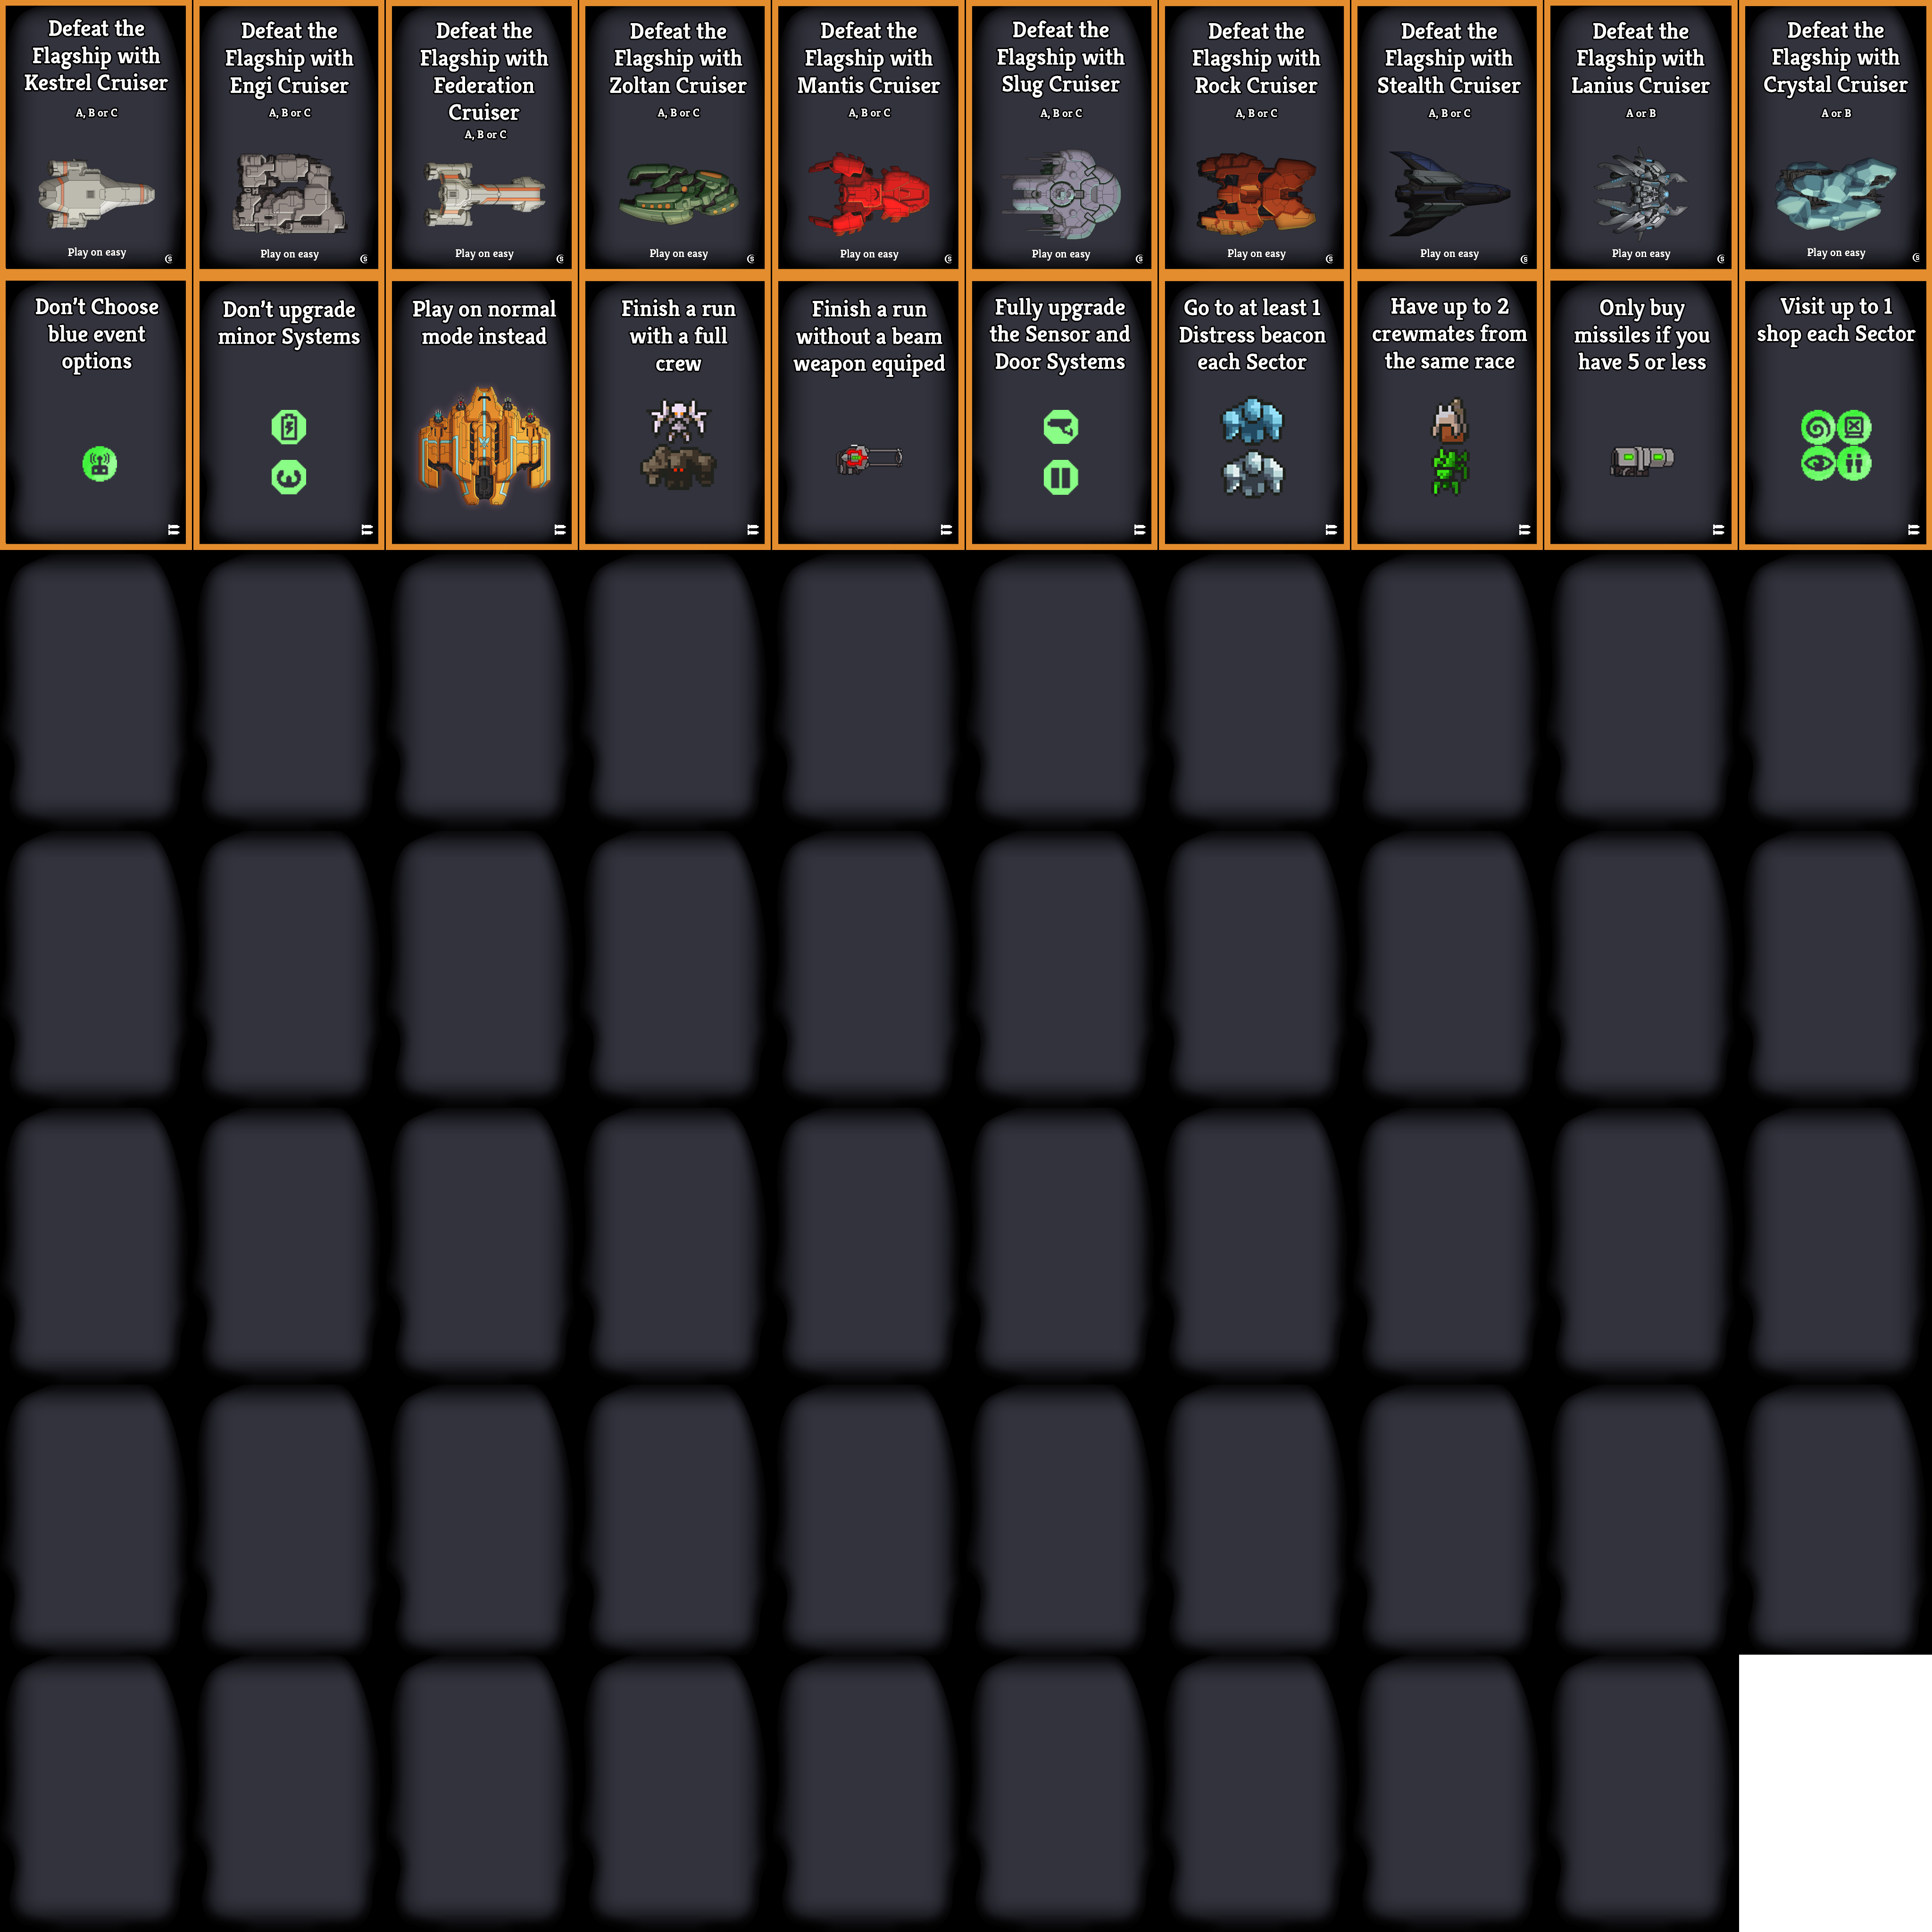 Defeat the
Flagship with
Kestrel Cruiser
A, B or C
Play on easy
Defeat the
Flagship with
Engi Cruiser
A, B or C
Play on easy
Defeat the
Flagship with
Federation
Cruiser
A, B or C
Play on easy
Defeat the
Flagship with
Zoltan Cruiser
A, B or C
Play on easy
Defeat the
Flagship with
Mantis Cruiser
A, B or C
Play on easy
Defeat the
Flagship with
Slug Cruiser
A, B or C
Play on easy
Defeat the
Flagship with
Rock Cruiser
A, B or C
Play on easy
Defeat the
Flagship with
Stealth Cruiser
A, B or C
Play on easy
Defeat the
Flagship with
Lanius Cruiser
A or B
Play on easy
Defeat the
Flagship with
Crystal Cruiser
A or B
Play on easy
Don't Choose
blue event
options
Don't upgrade
minor Systems
Play on normal
mode instead
Finish a run
with a full
crew
Finish a run
without a beam
weapon equiped
Fully upgrade
the Sensor and
Door Systems
Go to at least 1
Distress beacon
each Sector
Have up to 2
crewmates from
the same race
Only buy
missiles if you
have 5 or less
Visit up to 1
shop each Sector